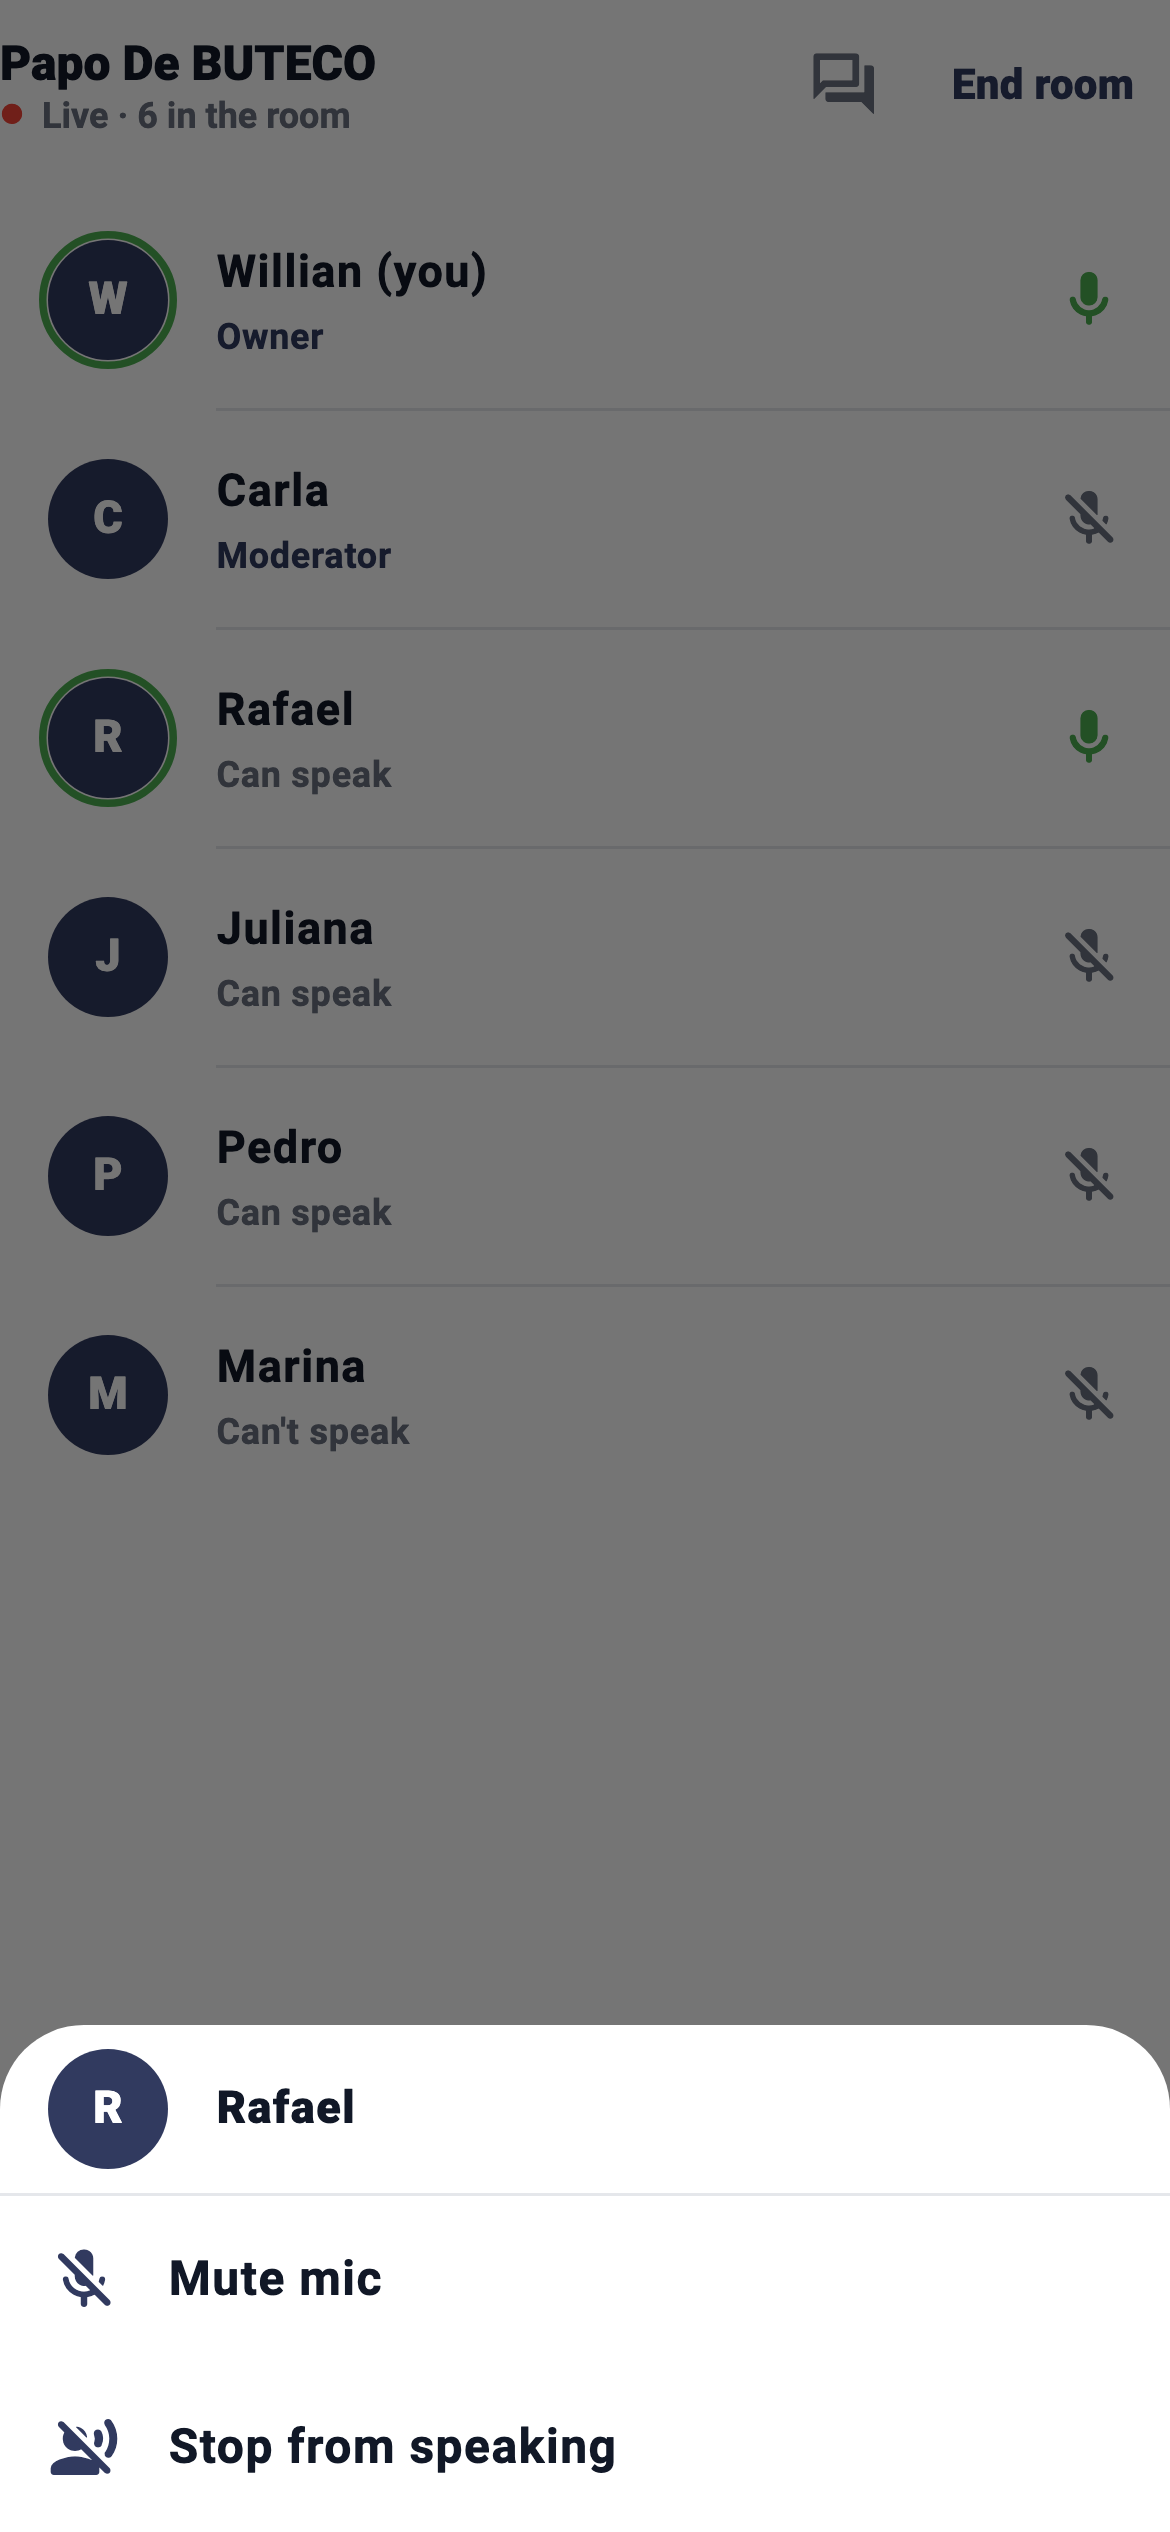 Papo De BUTECO
Live · 6 in the room
End room
W
Willian (you)
Owner
C
Carla
Moderator
R
Rafael
Can speak
J
Juliana
Can speak
P
Pedro
Can speak
M
Marina
Can't speak
R
Rafael
Mute mic
Stop from speaking